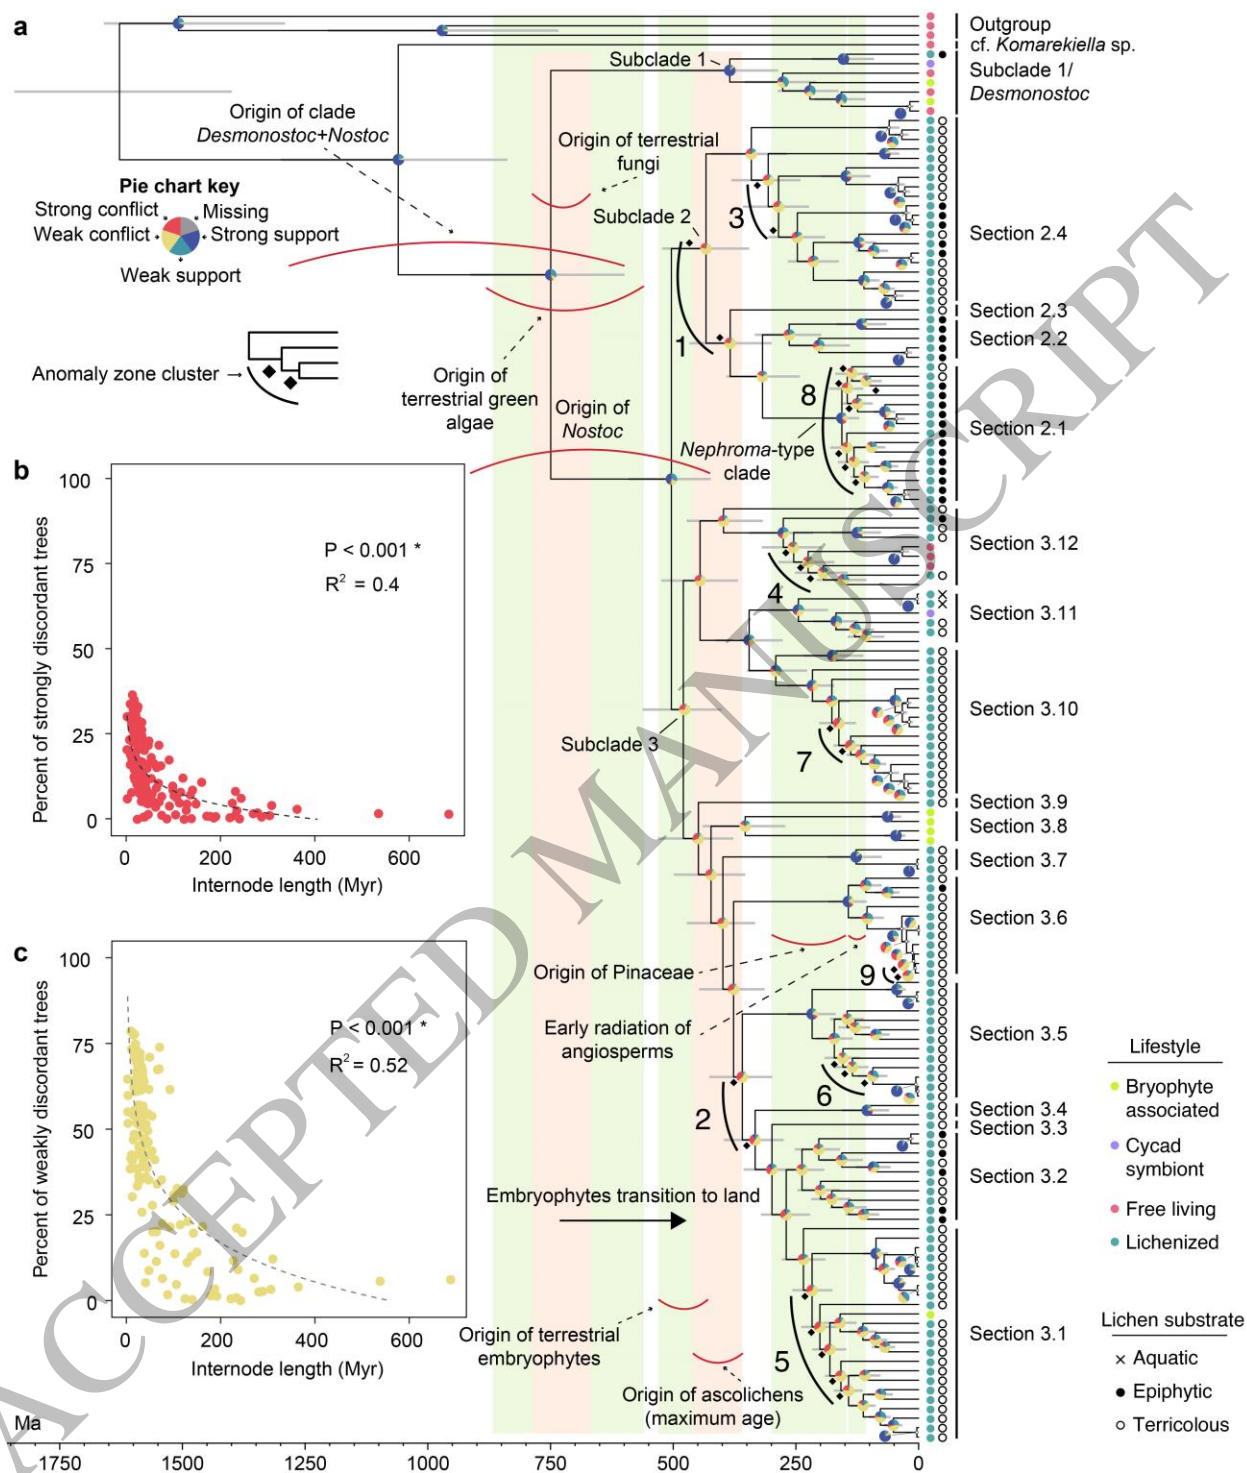 a
Outgroup
cf. Komarekiella sp.
Subclade 1
Subclade 1/
Desmonostoc
Origin of clade
Desmonostoc+Nostoc
Origin of terrestrial
fungi
Pie chart key
Strong conflict
Missing
Weak conflict
Strong support
Weak support
Subclade 2
3
Section 2.4
1
Section 2.3
Section 2.2
Anomaly zone cluster
Origin of
terrestrial green
algae
Origin of
Nostoc
8
Section 2.1
Nephroma-type
clade
b
100
75
50
25
0
P < 0.001 *
R2 = 0.4
Percent of strongly discordant trees
0
200
400
600
Internode length (Myr)
Section 3.12
4
Section 3.11
Section 3.10
Subclade 3
7
Section 3.9
Section 3.8
Section 3.7
Section 3.6
c
100
75
50
25
0
P < 0.001 *
R2 = 0.52
Percent of weakly discordant trees
0
200
400
600
Internode length (Myr)
Origin of Pinaceae
9
Early radiation of
angiosperms
Section 3.5
6
2
Section 3.4
Section 3.3
Section 3.2
Embryophytes transition to land
Origin of terrestrial
embryophytes
5
Section 3.1
Origin of ascolichens
(maximum age)
Lifestyle
Bryophyte
associated
Cycad
symbiont
Free living
Lichenized
Lichen substrate
Aquatic
Epiphytic
Terricolous
Ma
1750
1500
1250
1000
750
500
250
0
ACCEPTED MANUSCRIPT